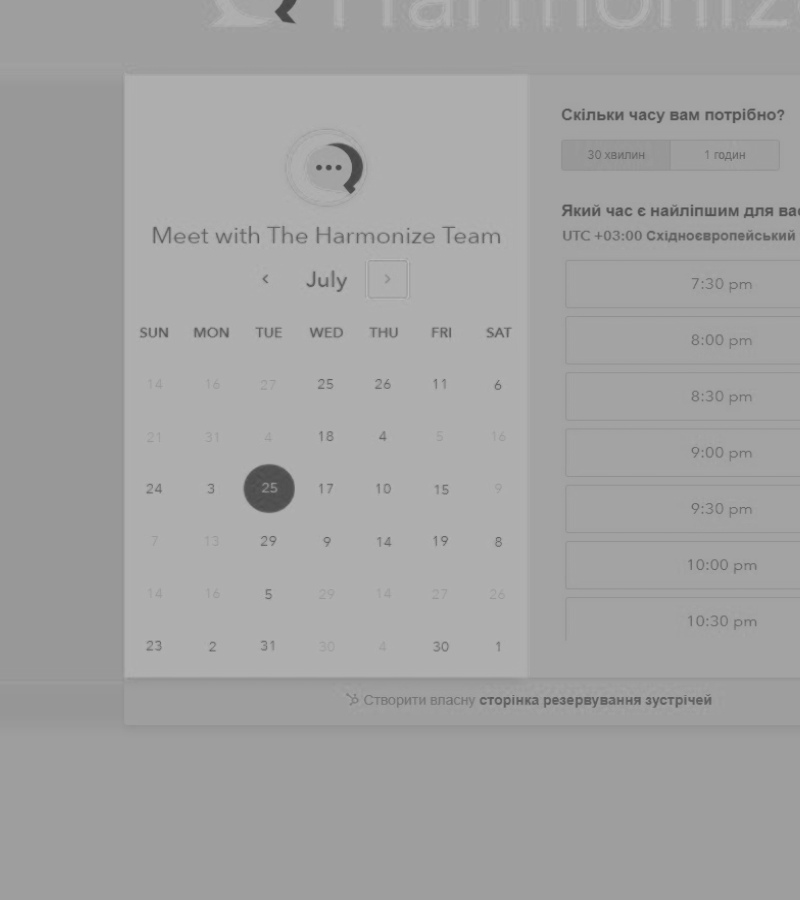 Harmonize
Meet with The Harmonize Team
July
SUN MON TUE WED THU FRI SAT
14 16 27 25 26 11 6
21 31 4 18 4 5 16
24 3 25 17 10 15 9
7 13 29 9 14 19 8
14 16 5 29 14 27 26
23 2 31 30 4 30 1
Скільки часу вам потрібно?
30 хвилин 1 годин
Який час є найліпшим для вас
UTC +03:00 Східноєвропейський
7:30 pm
8:00 pm
8:30 pm
9:00 pm
9:30 pm
10:00 pm
10:30 pm
Створити власну сторінка резервування зустрічей